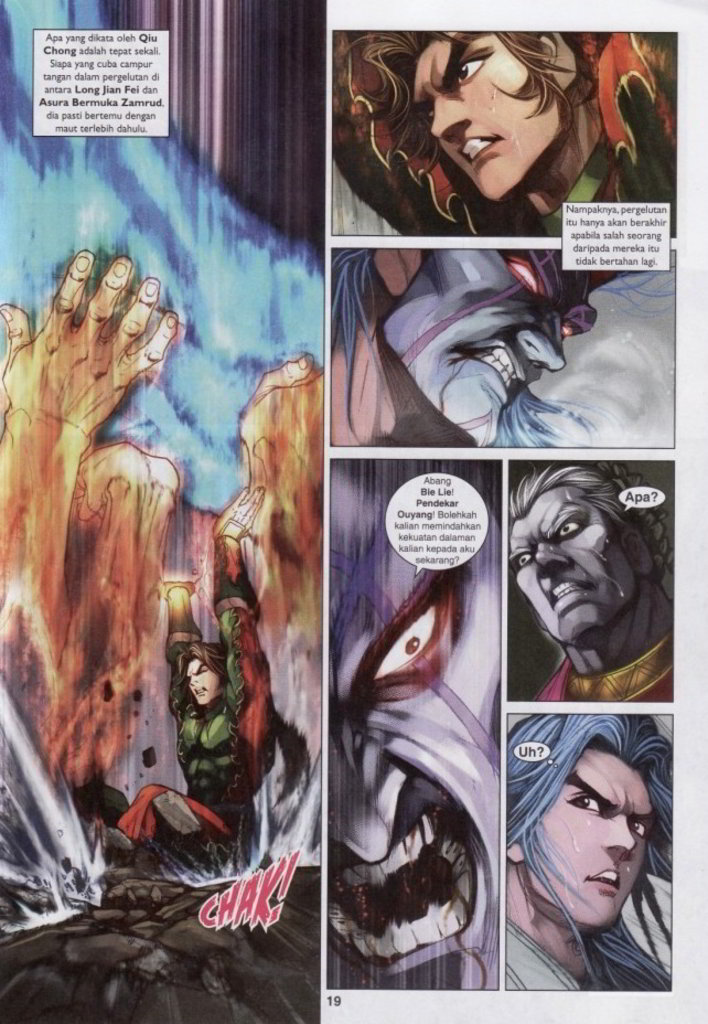 Apa yang dikata oleh Qiu
Chong adalah tepat sekali.
Siapa yang cuba campur
tangan dalam pergelutan di
antara Long Jian Fei dan
Asura Bermuka Zamrud,
dia pasti bertemu dengan
maut terlebih dahulu.
CHAK!
Nampaknya, pergelutan
itu hanya akan berakhir
apabila salah seorang
daripada mereka itu
tidak bertahan lagi.
Abang
Bie Lie!
Pendekar
Ouyang! Bolehkah
kalian memindahkan
kekuatan dalaman
kalian kepada aku
sekarang?
Apa?
Uh?
19